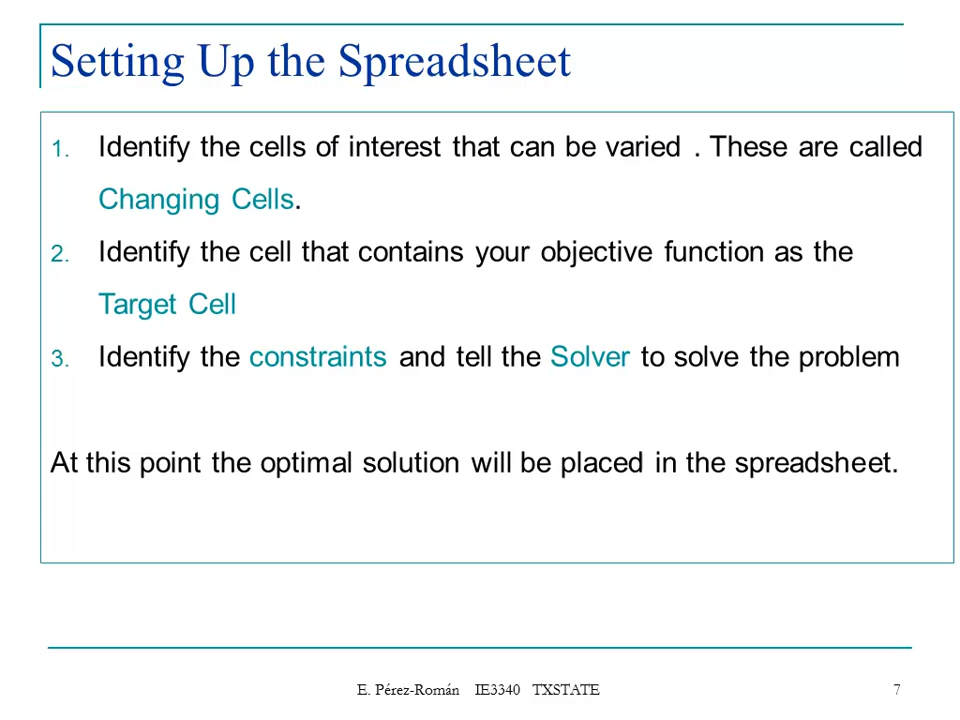 Setting Up the Spreadsheet
1. Identify the cells of interest that can be varied . These are called
Changing Cells.
2. Identify the cell that contains your objective function as the
Target Cell
3. Identify the constraints and tell the Solver to solve the problem
At this point the optimal solution will be placed in the spreadsheet.
E. Pérez-Román IE3340 TXSTATE 7